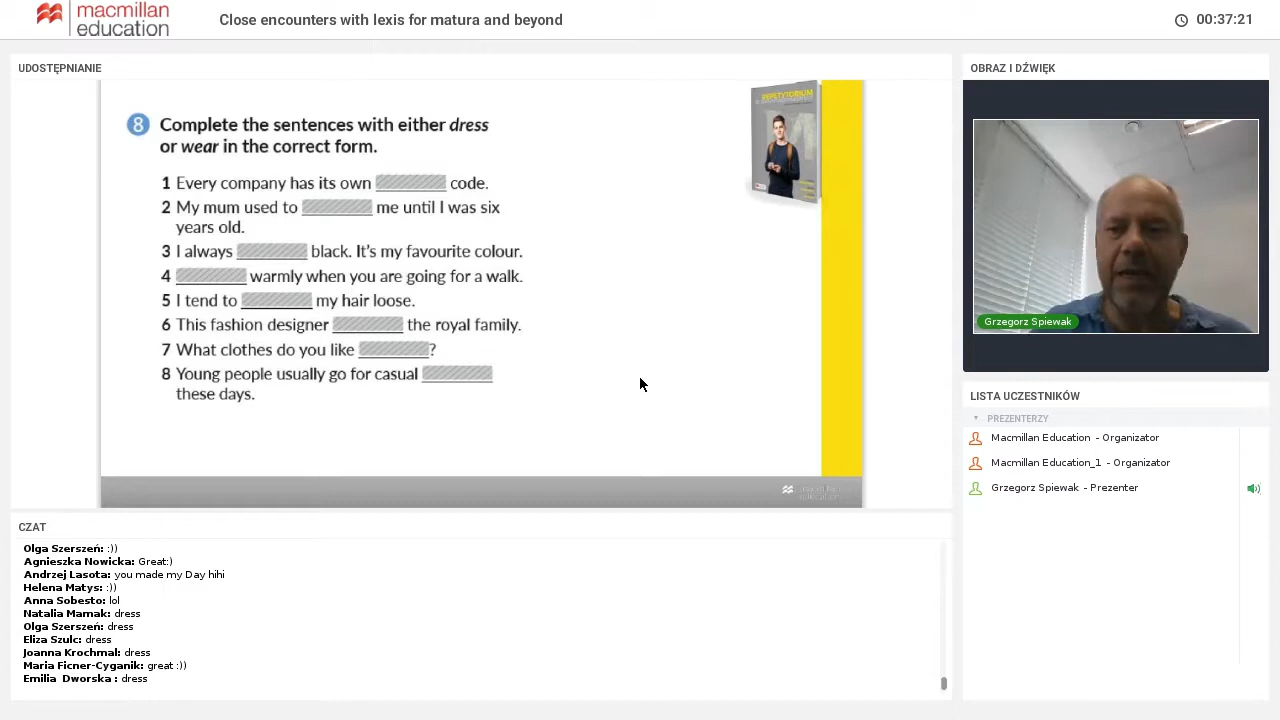 macmillan
education
Close encounters with lexis for matura and beyond
00:37:21
UDOSTĘPNIANIE
8 Complete the sentences with either dress
or wear in the correct form.
1 Every company has its own code.
2 My mum used to me until I was six
years old.
3 I always black. It's my favourite colour.
4 warmly when you are going for a walk.
5 I tend to my hair loose.
6 This fashion designer the royal family.
7 What clothes do you like ?
8 Young people usually go for casual
these days.
REPETYTORIUM
OBRAZ I DŹWIĘK
Grzegorz Spiewak
LISTA UCZESTNIKÓW
PREZENTERZY
Macmillan Education - Organizator
Macmillan Education_1 - Organizator
Grzegorz Spiewak - Prezenter
CZAT
Olga Szerszeń: :))
Agnieszka Nowicka: Great:)
Andrzej Lasota: you made my Day hihi
Helena Matys: :))
Anna Sobesto: lol
Natalia Mamak: dress
Olga Szerszeń: dress
Eliza Szulc: dress
Joanna Krochmal: dress
Maria Ficner-Cyganik: great :))
Emilia Dworska : dress